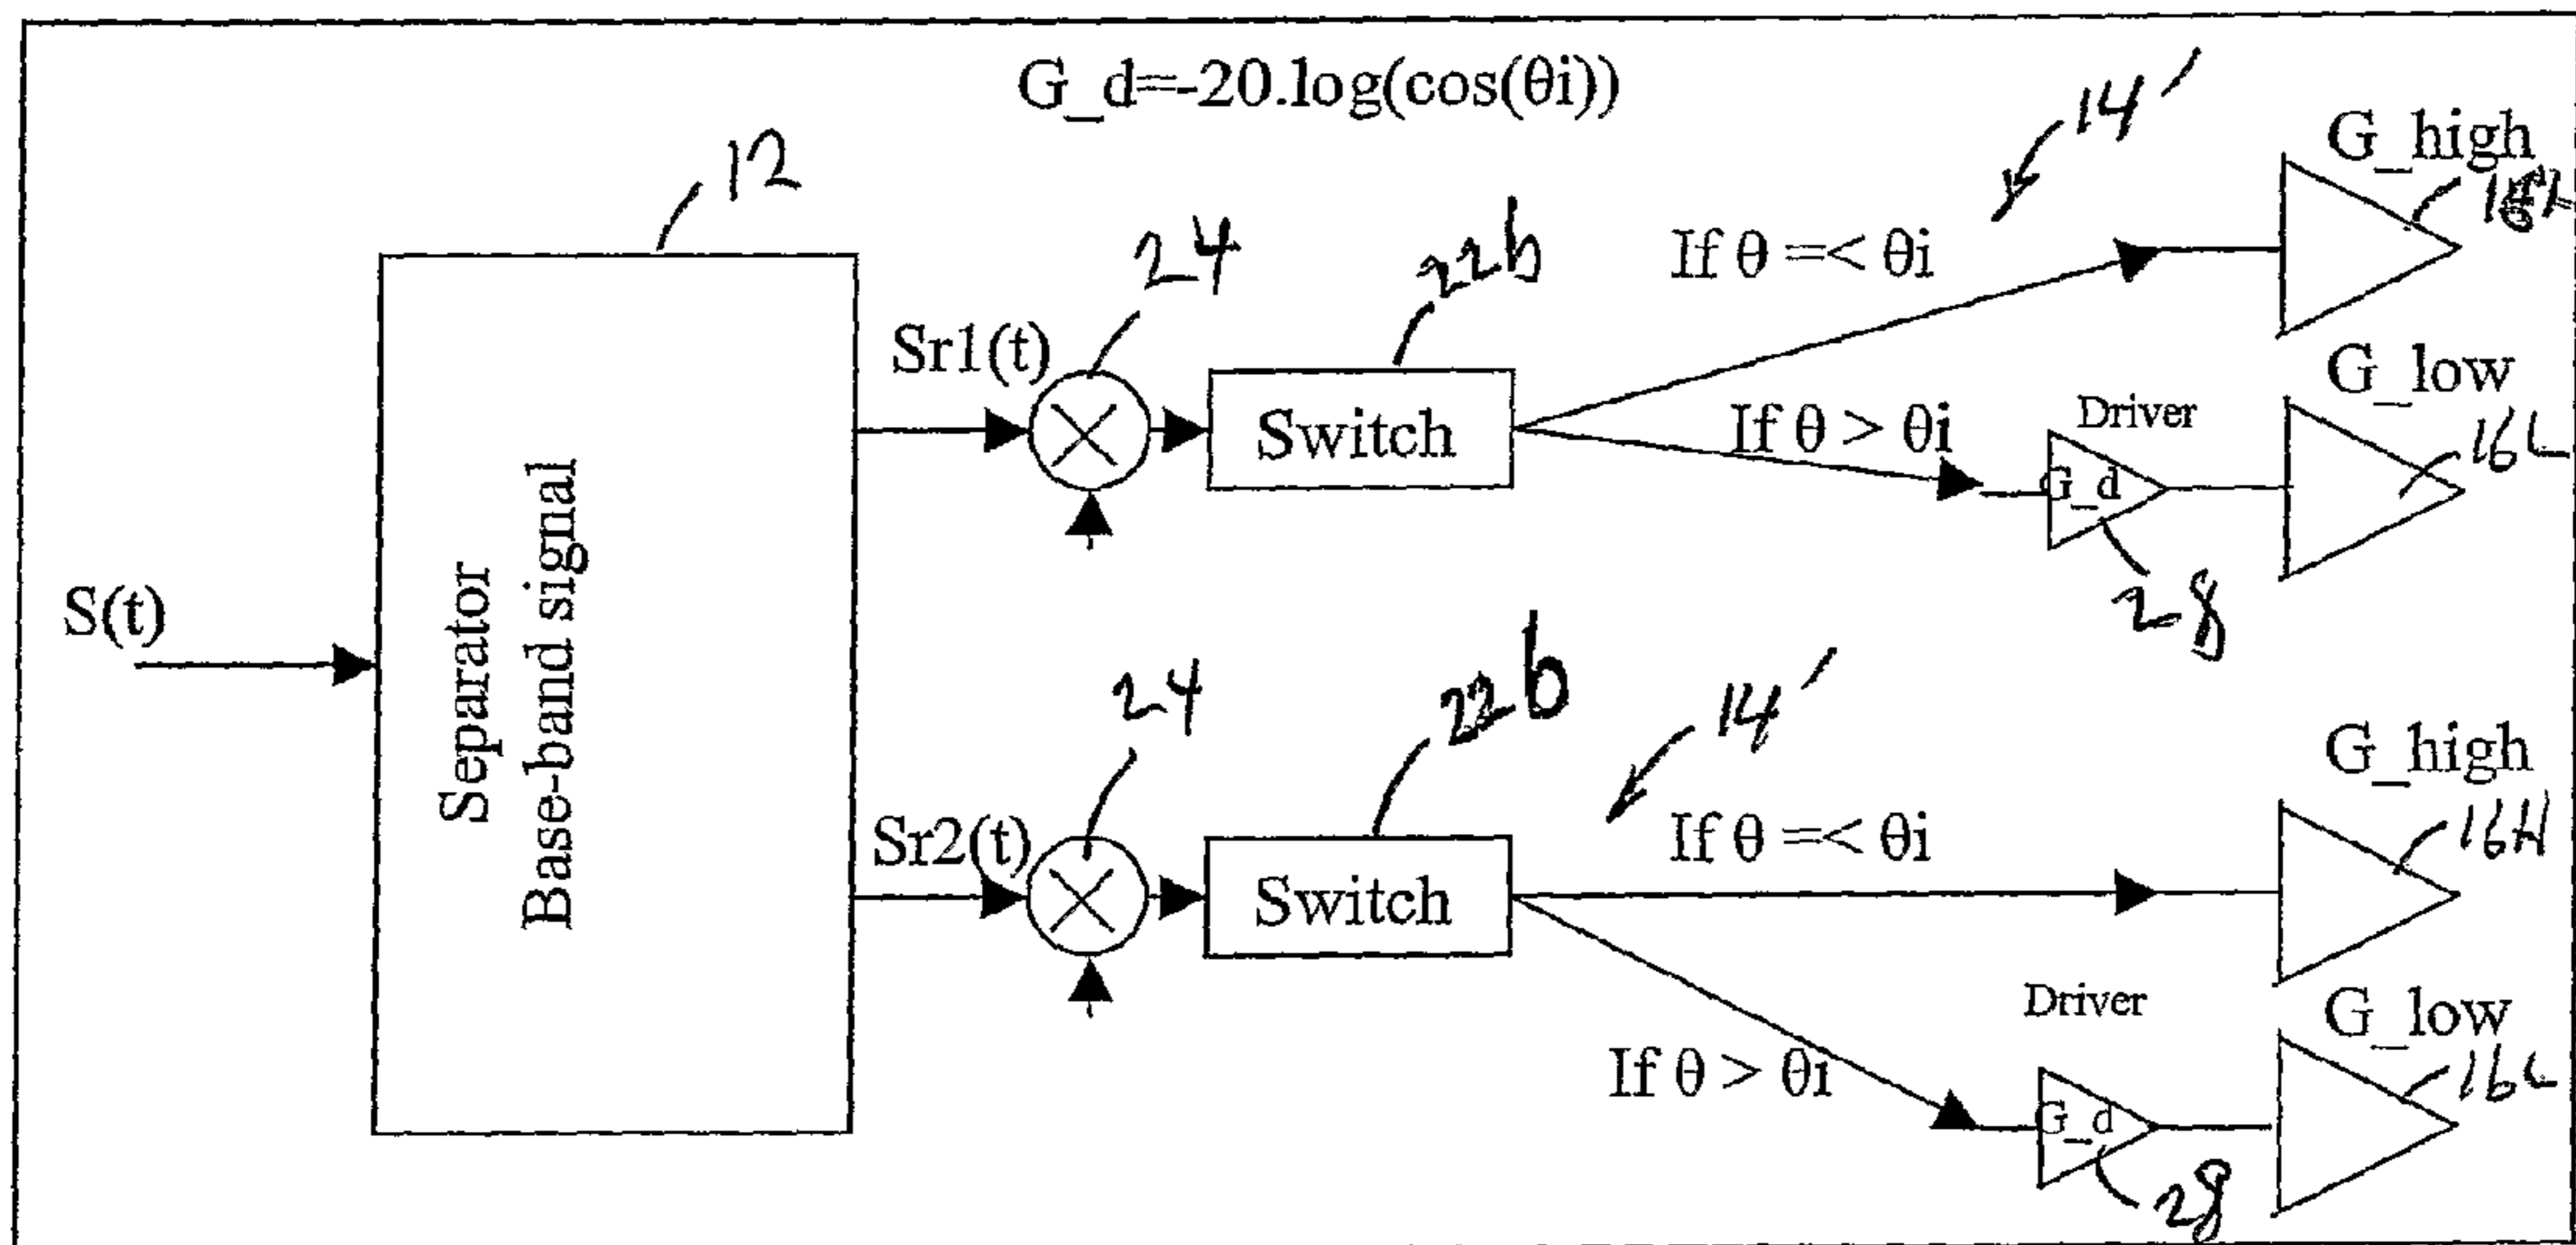 G_d=-20.log(cos(θi))
14'
G_high
12
24
22b
If θ =< θi
Sr1(t)
G_low
Switch
If θ > θi
Driver
G_d
16L
28
S(t)
Separator
Base-band signal
24
22b
14'
G_high
If θ =< θi
16H
Sr2(t)
Switch
Driver
G_low
If θ > θi
G_d
16L
28